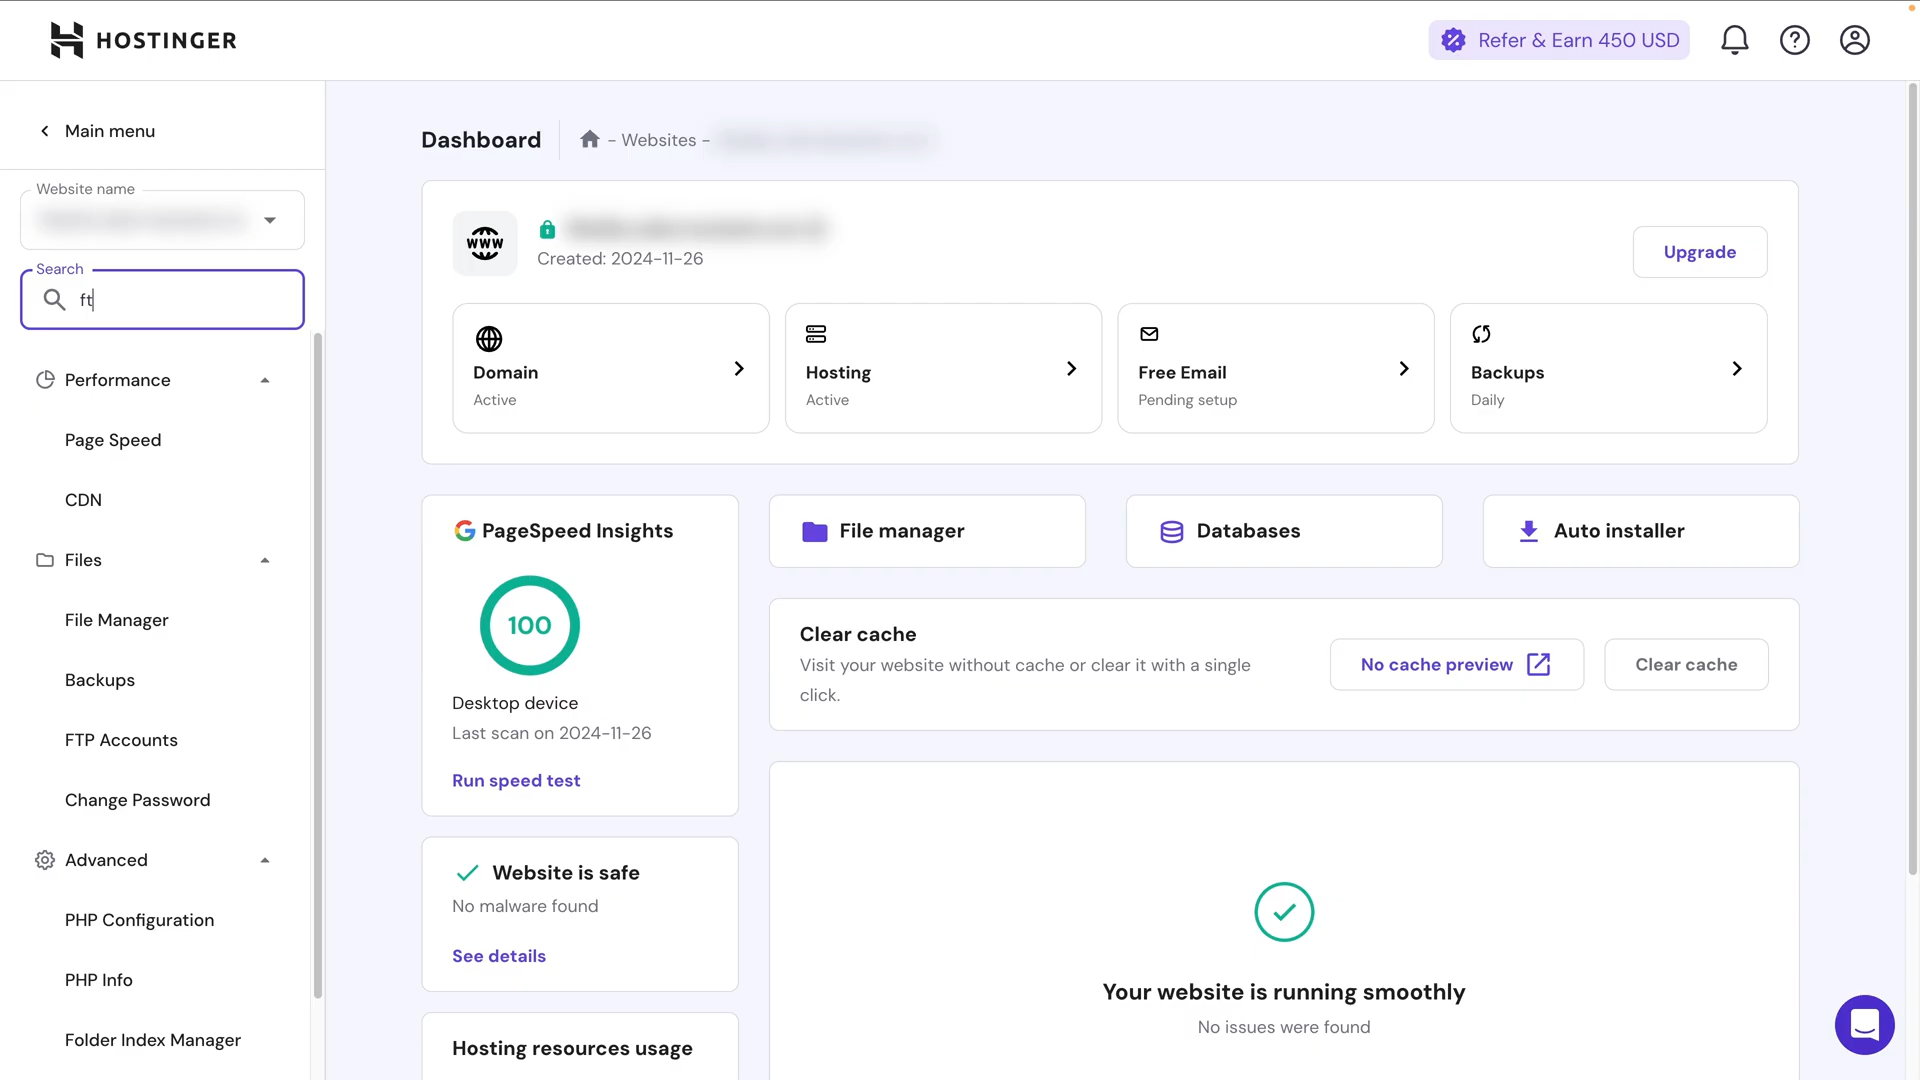 HOSTINGER
Refer & Earn 450 USD
Main menu
Website name
Search
ft
Performance
Page Speed
CDN
Files
File Manager
Backups
FTP Accounts
Change Password
Advanced
PHP Configuration
PHP Info
Folder Index Manager
Dashboard
- Websites -
www
Created: 2024-11-26
Upgrade
Domain
Active
Hosting
Active
Free Email
Pending setup
Backups
Daily
PageSpeed Insights
100
Desktop device
Last scan on 2024-11-26
Run speed test
File manager
Databases
Auto installer
Clear cache
Visit your website without cache or clear it with a single
click.
No cache preview
Clear cache
Website is safe
No malware found
See details
Hosting resources usage
Your website is running smoothly
No issues were found